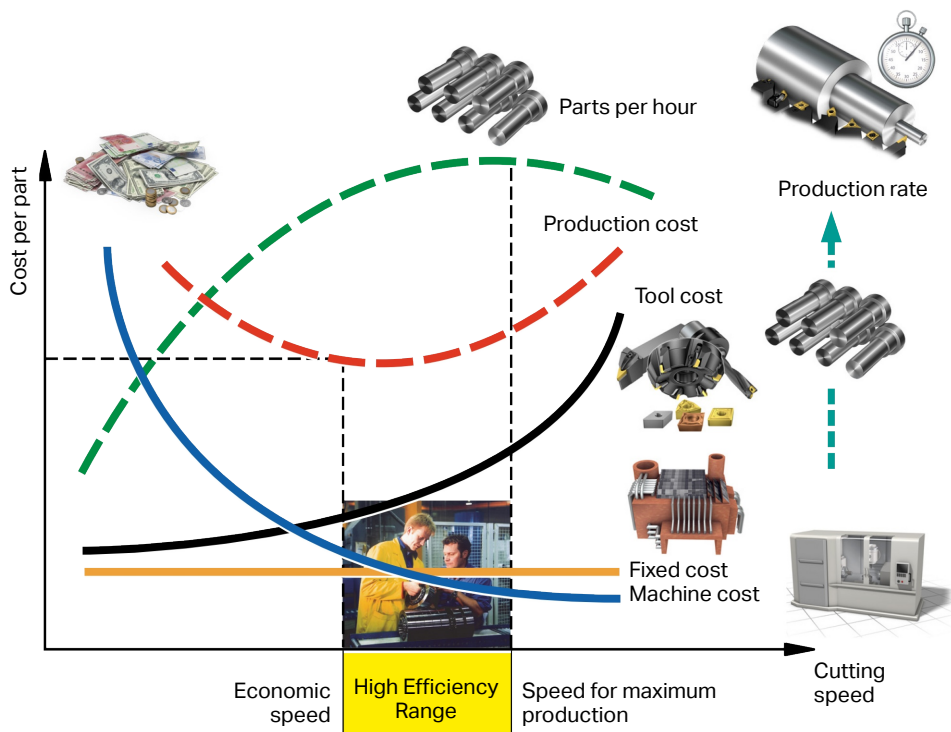 Parts per hour
Production rate
Cost per part
Production cost
Tool cost
Fixed cost
Machine cost
Economic
speed
High Efficiency
Range
Speed for maximum
production
Cutting
speed